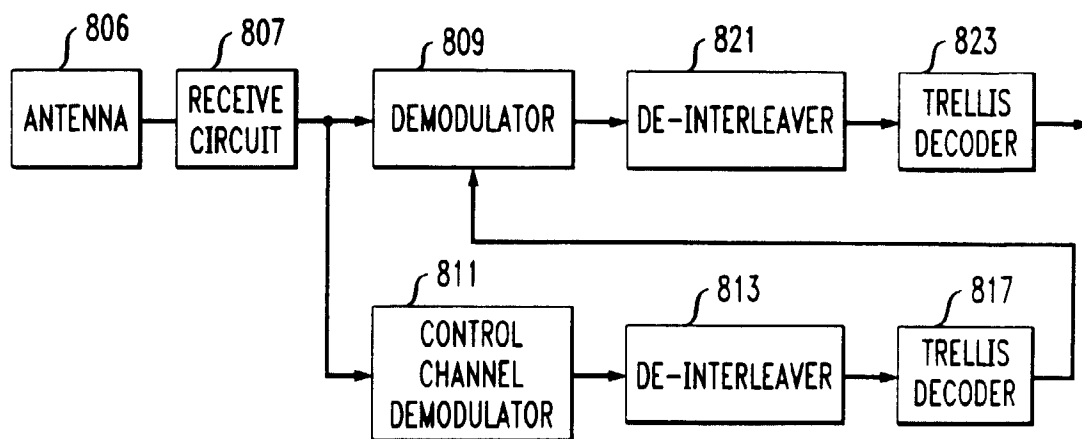 806
807
809
821
823
ANTENNA
RECEIVE
CIRCUIT
DEMODULATOR
DE-INTERLEAVER
TRELLIS
DECODER
811
813
817
CONTROL
CHANNEL
DEMODULATOR
DE-INTERLEAVER
TRELLIS
DECODER